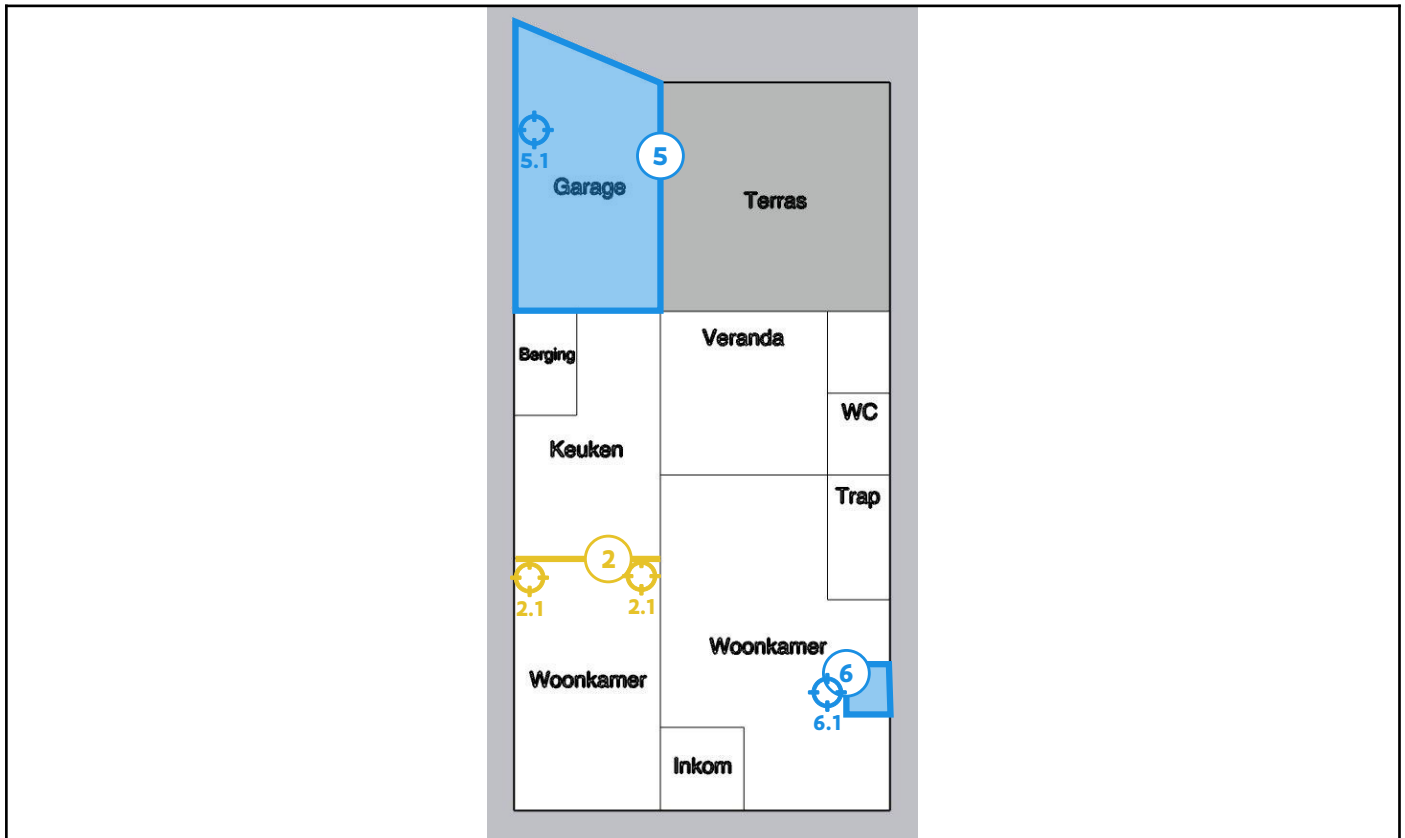 5.1
5
Garage
Terras
Veranda
Berging
WC
Keuken
Trap
2
2.1
2.1
Woonkamer
6
Woonkamer
6.1
Inkom